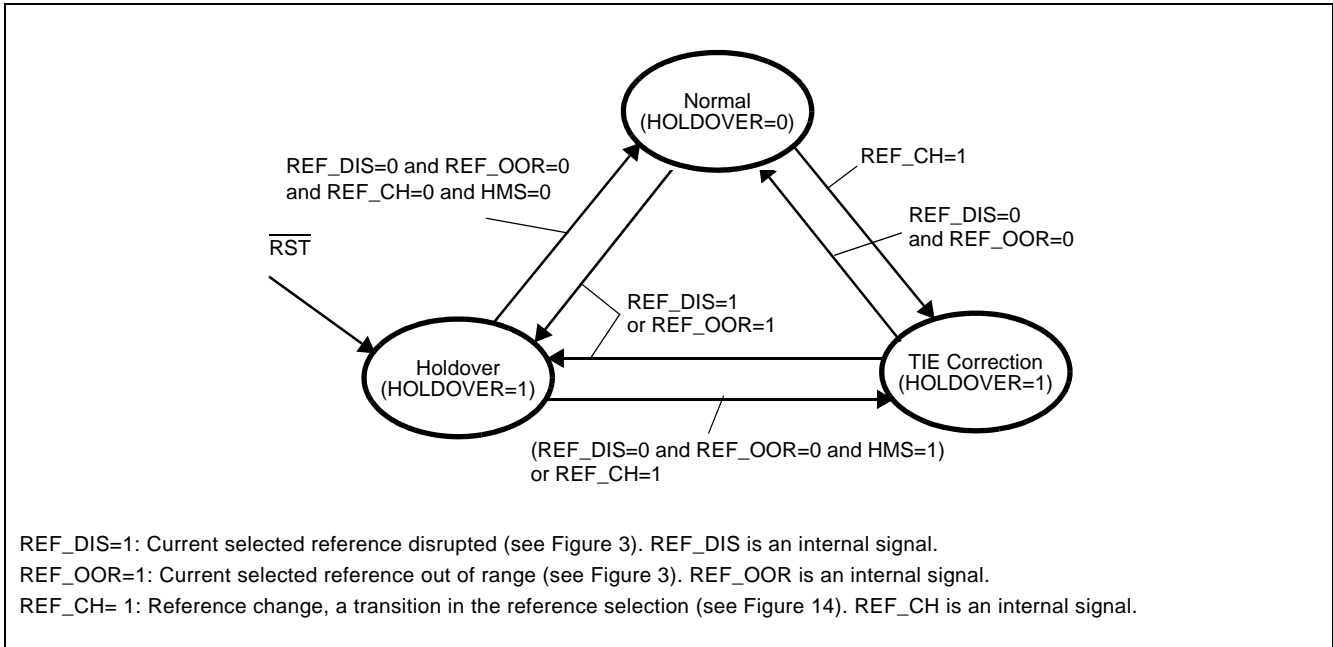 Normal
(HOLDOVER=0)
REF_DIS=0 and REF_OOR=0
and REF_CH=0 and HMS=0
REF_CH=1
REF_DIS=0
and REF_OOR=0
RST
REF_DIS=1
or REF_OOR=1
Holdover
(HOLDOVER=1)
TIE Correction
(HOLDOVER=1)
(REF_DIS=0 and REF_OOR=0 and HMS=1)
or REF_CH=1
REF_DIS=1: Current selected reference disrupted (see Figure 3). REF_DIS is an internal signal.
REF_OOR=1: Current selected reference out of range (see Figure 3). REF_OOR is an internal signal.
REF_CH= 1: Reference change, a transition in the reference selection (see Figure 14). REF_CH is an internal signal.